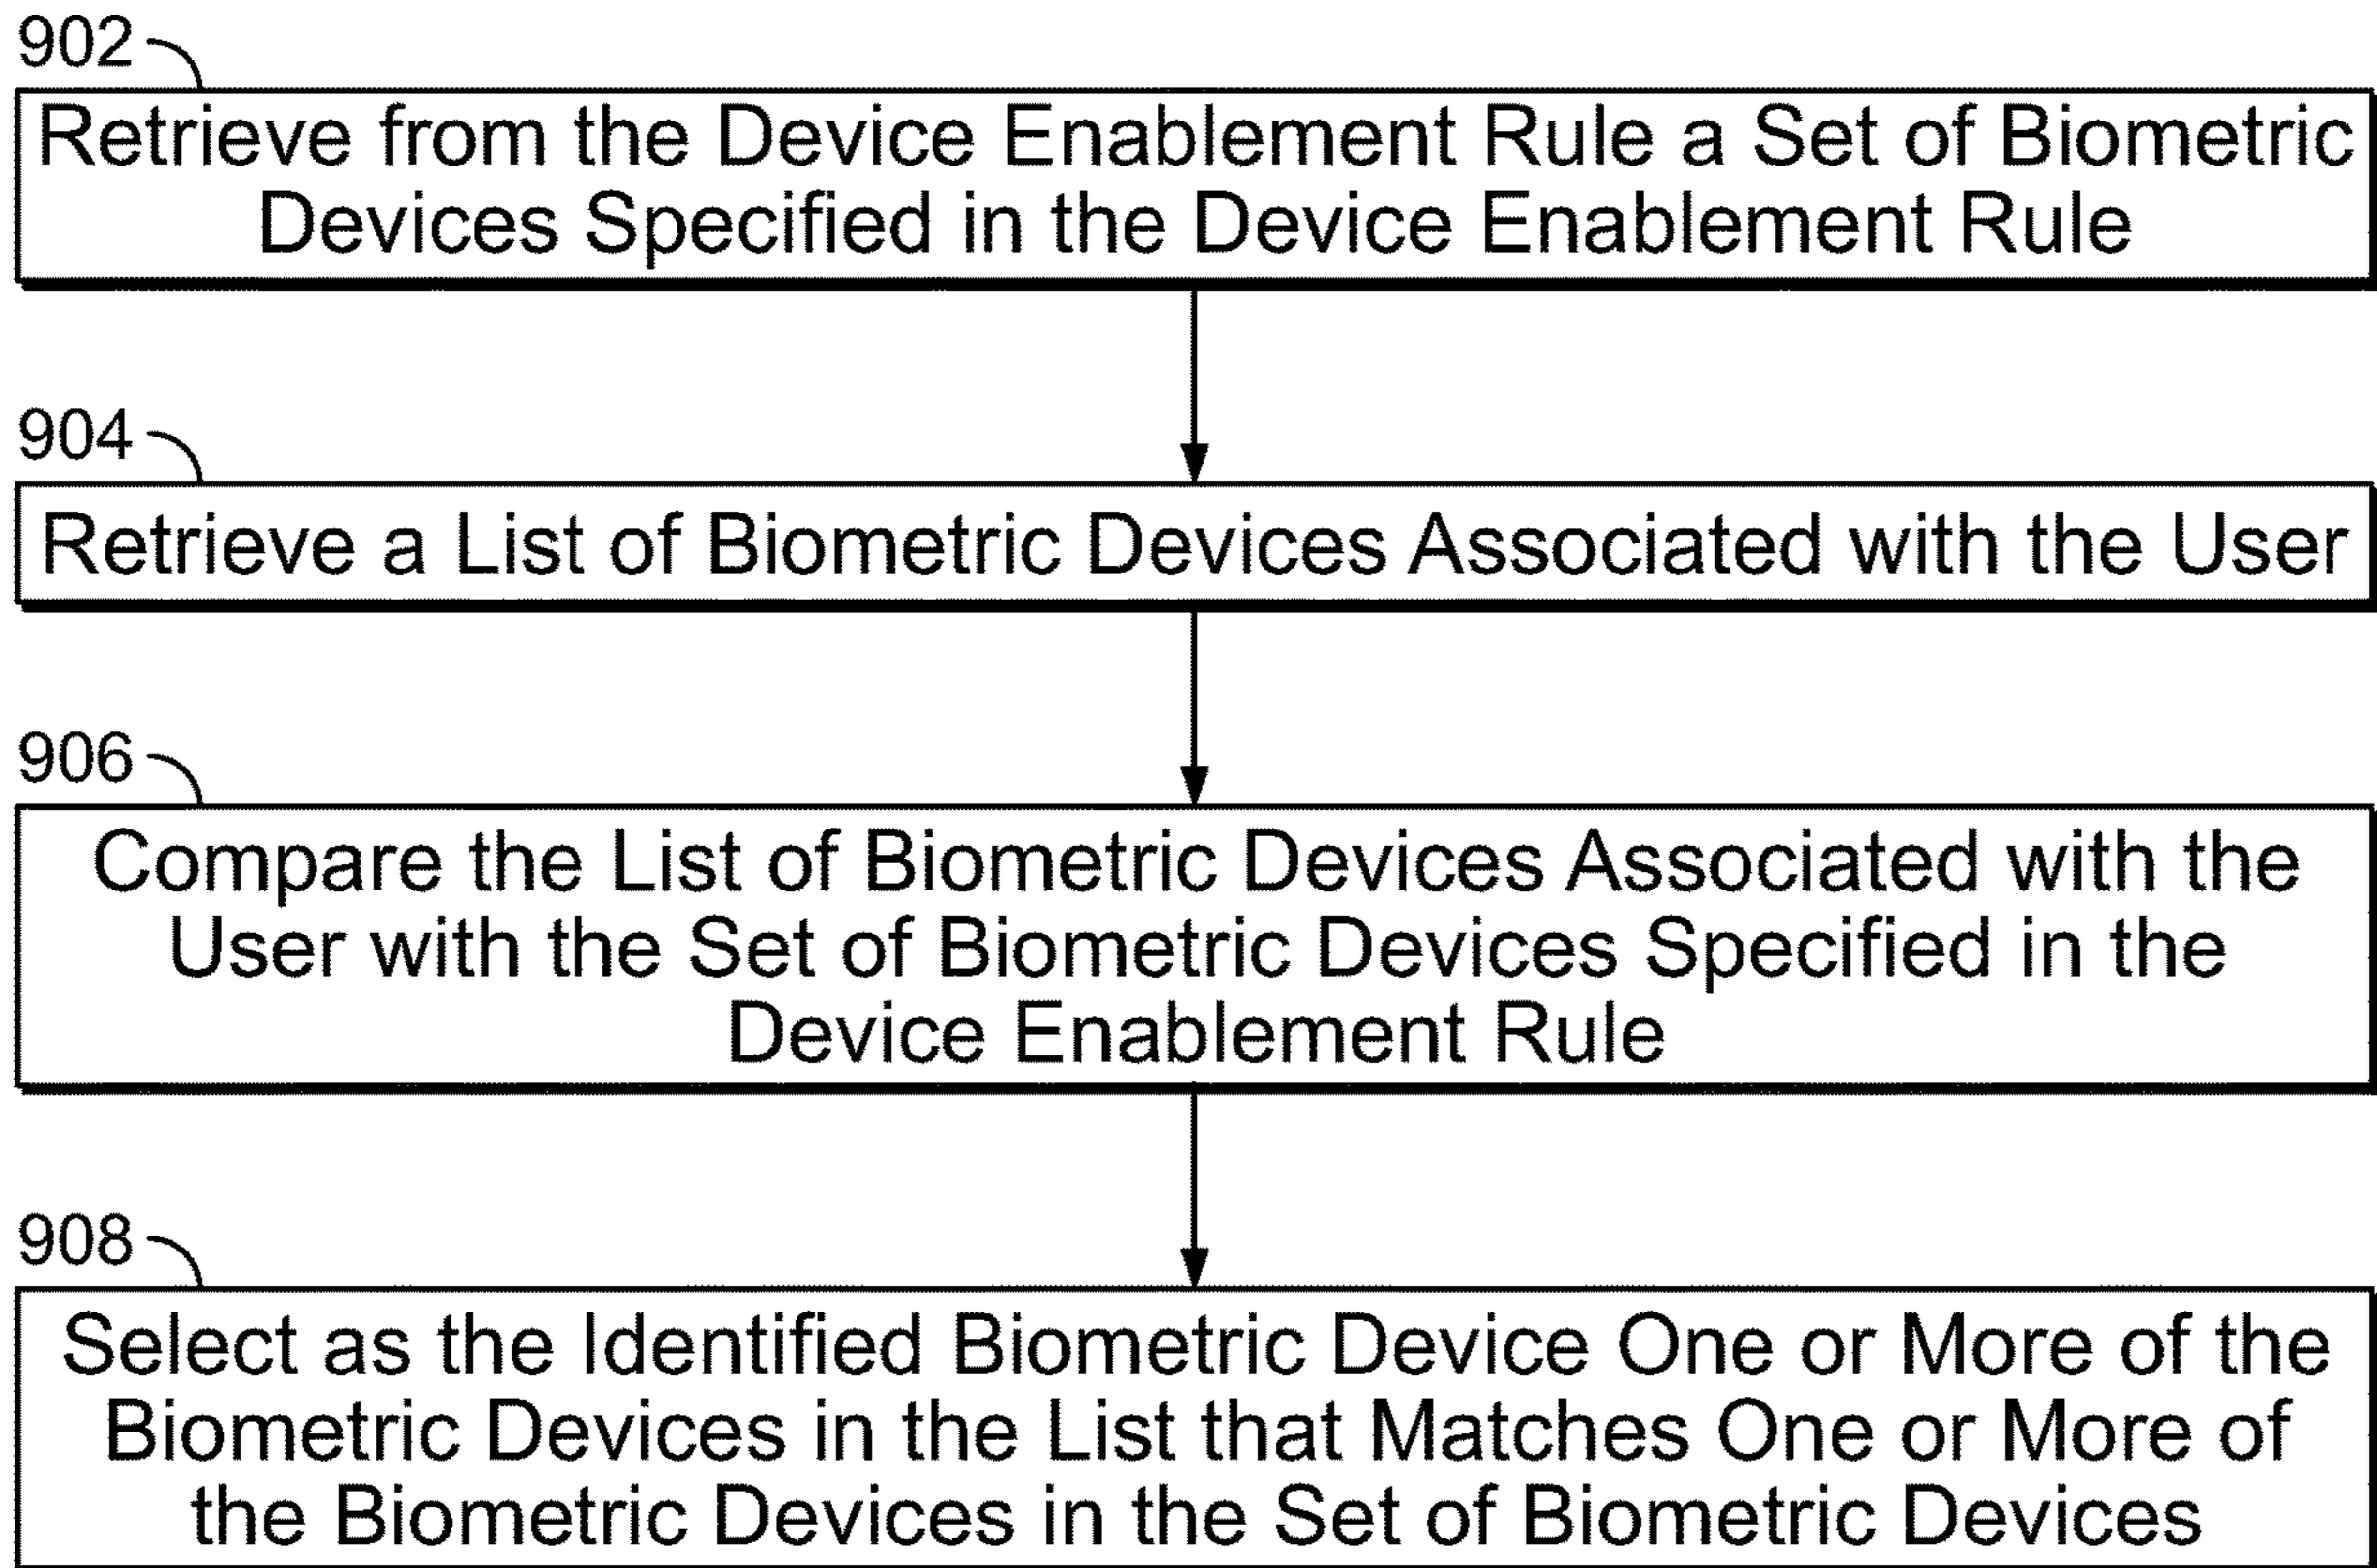 902
Retrieve from the Device Enablement Rule a Set of Biometric
Devices Specified in the Device Enablement Rule
904
Retrieve a List of Biometric Devices Associated with the User
906
Compare the List of Biometric Devices Associated with the
User with the Set of Biometric Devices Specified in the
Device Enablement Rule
908
Select as the Identified Biometric Device One or More of the
Biometric Devices in the List that Matches One or More of
the Biometric Devices in the Set of Biometric Devices